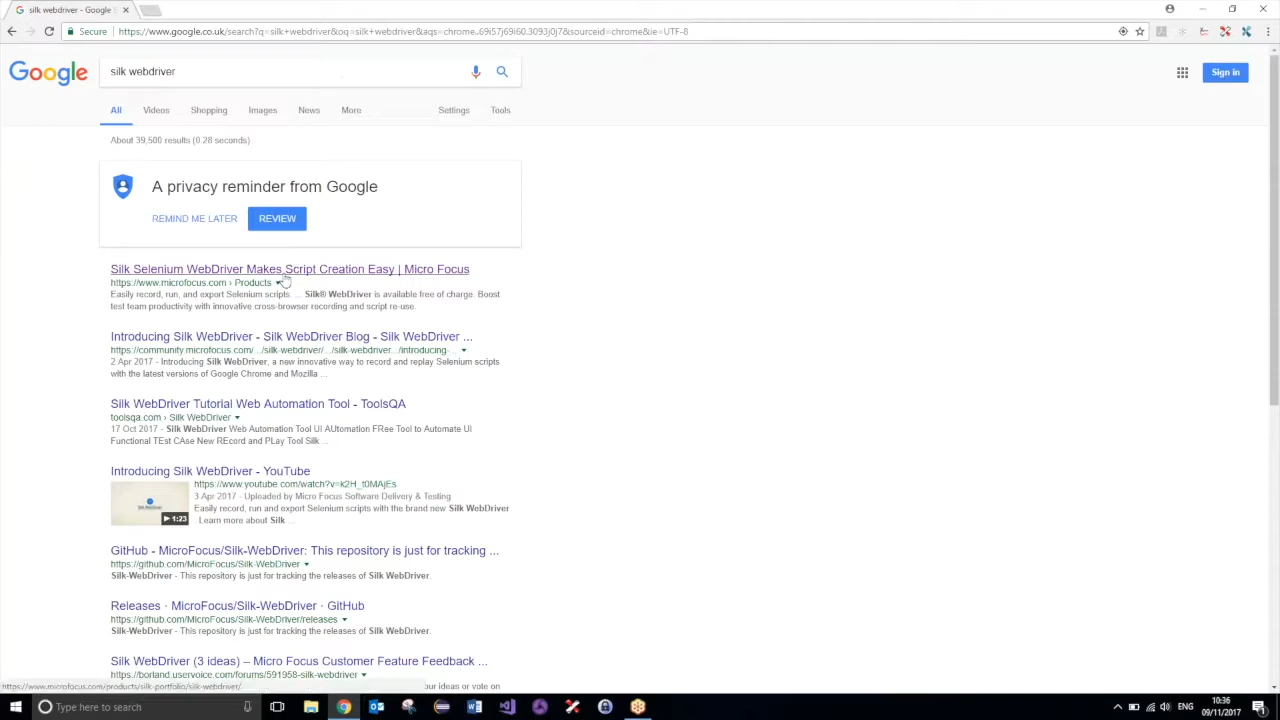 silk webdriver - Google S
Secure https://www.google.co.uk/search?q=silk+webdriver&oq=silk+webdriver&aqs=chrome..69i57j69i60.3093j0j7&sourceid=chrome&ie=UTF-8
Google silk webdriver Sign in
All Videos Shopping Images News More Settings Tools
About 39,500 results (0.28 seconds)
A privacy reminder from Google
REMIND ME LATER REVIEW
Silk Selenium WebDriver Makes Script Creation Easy | Micro Focus
https://www.microfocus.com › Products
Easily record, run, and export Selenium scripts. ... Silk® WebDriver is available free of charge. Boost
test team productivity with innovative cross-browser recording and script re-use.
Introducing Silk WebDriver - Silk WebDriver Blog - Silk WebDriver ...
https://community.microfocus.com/.../silk-webdriver/.../silk-webdriver.../introducing-...
2 Apr 2017 - Introducing Silk WebDriver, a new innovative way to record and replay Selenium scripts
with the latest versions of Google Chrome and Mozilla ...
Silk WebDriver Tutorial Web Automation Tool - ToolsQA
toolsqa.com › Silk WebDriver
17 Oct 2017 - Silk WebDriver Web Automation Tool UI AUtomation FRee Tool to Automate UI
Functional TEst CAse New REcord and PLay Tool Silk ...
Introducing Silk WebDriver - YouTube
https://www.youtube.com/watch?v=k2H_t0MAjEs
3 Apr 2017 - Uploaded by Micro Focus Software Delivery & Testing
Easily record, run and export Selenium scripts with the brand new Silk WebDriver
1:23
Learn more about Silk ...
GitHub - MicroFocus/Silk-WebDriver: This repository is just for tracking ...
https://github.com/MicroFocus/Silk-WebDriver
Silk-WebDriver - This repository is just for tracking the releases of Silk WebDriver.
Releases · MicroFocus/Silk-WebDriver · GitHub
https://github.com/MicroFocus/Silk-WebDriver/releases
Silk-WebDriver - This repository is just for tracking the releases of Silk WebDriver.
Silk WebDriver (3 ideas) – Micro Focus Customer Feature Feedback ...
https://borland.uservoice.com/forums/591958-silk-webdriver
https://www.microfocus.com/products/silk-portfolio/silk-webdriver/ our ideas or vote on
Type here to search ENG 10:36
09/11/2017